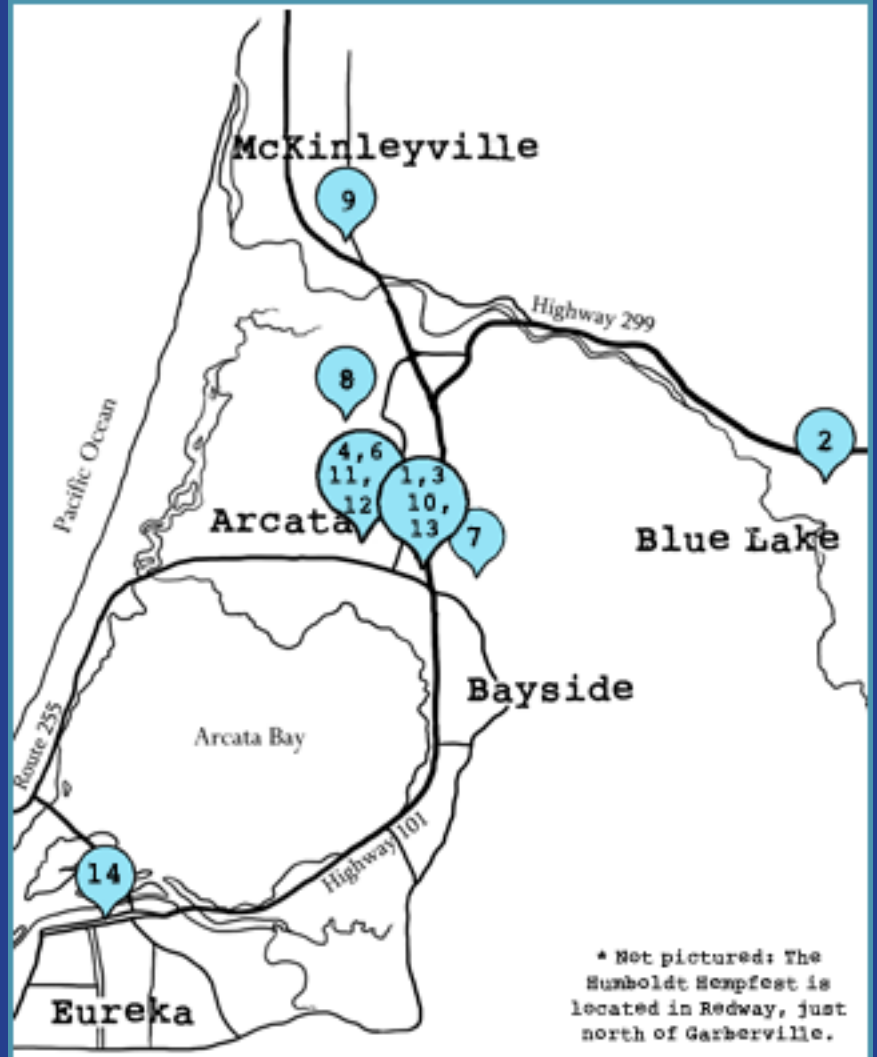 McKinleyville
9
Highway 299
8
2
4,6
11,
12
1,3
10,
13
7
Pacific Ocean
Arcata
Blue Lake
Bayside
Route 255
Arcata Bay
Highway 101
14
* Not pictured: The
Humboldt Hempfest is
located in Redway, just
north of Garberville.
Eureka